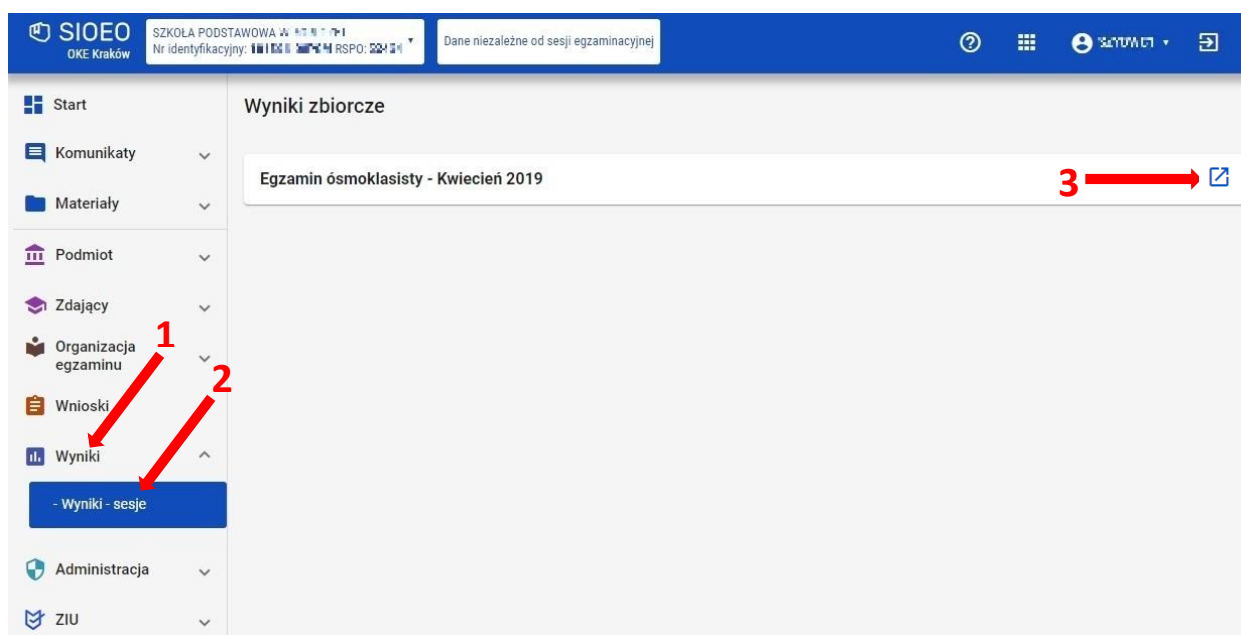 SIOEO
OKE Kraków
SZKOŁA PODSTAWOWA W
Nr identyfikacyjny: RSPO:
Dane niezależne od sesji egzaminacyjnej
Start
Komunikaty
Materiały
Podmiot
Zdający
Organizacja
egzaminu
Wnioski
Wyniki
- Wyniki - sesje
Administracja
ZIU
Wyniki zbiorcze
Egzamin ósmoklasisty - Kwiecień 2019
1
2
3